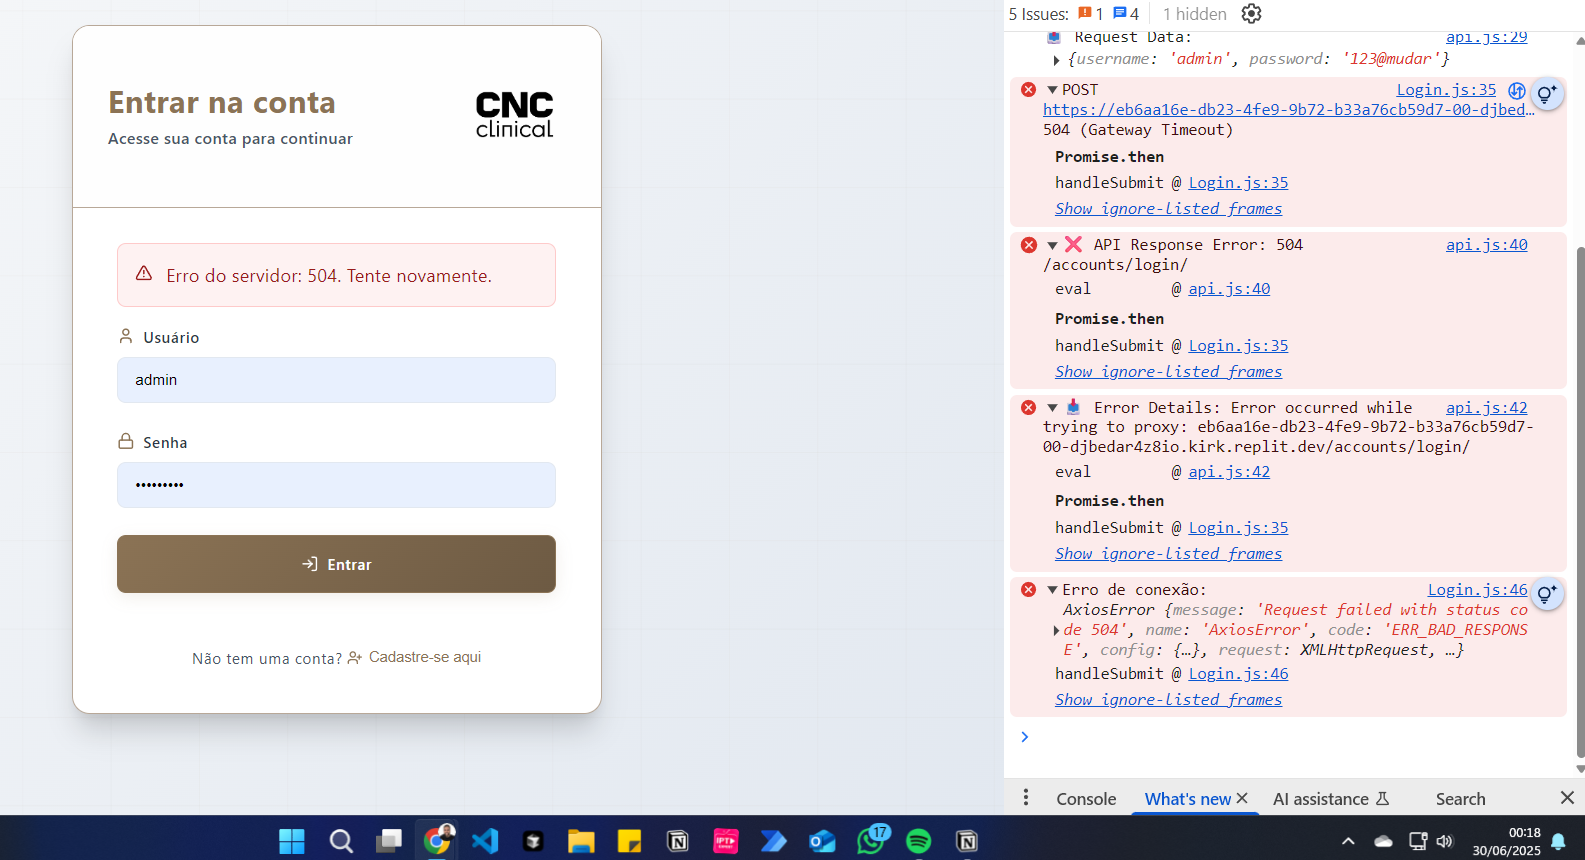 Entrar na conta
Acesse sua conta para continuar
CNC
clinical
Erro do servidor: 504. Tente novamente.
Usuário
admin
Senha
•••••••••
Entrar
Não tem uma conta? Cadastre-se aqui
5 Issues: 1 4 1 hidden
Request Data: api.js:29
{username: 'admin', password: '123@mudar'}
POST Login.js:35
https://eb6aa16e-db23-4fe9-9b72-b33a76cb59d7-00-djbed…
504 (Gateway Timeout)
Promise.then
handleSubmit @ Login.js:35
Show ignore-listed frames
❌ API Response Error: 504 api.js:40
/accounts/login/
eval @ api.js:40
Promise.then
handleSubmit @ Login.js:35
Show ignore-listed frames
Error Details: Error occurred while api.js:42
trying to proxy: eb6aa16e-db23-4fe9-9b72-b33a76cb59d7-
00-djbedar4z8io.kirk.replit.dev/accounts/login/
eval @ api.js:42
Promise.then
handleSubmit @ Login.js:35
Show ignore-listed frames
Erro de conexão: Login.js:46
AxiosError {message: 'Request failed with status co
de 504', name: 'AxiosError', code: 'ERR_BAD_RESPONS
E', config: {…}, request: XMLHttpRequest, …}
handleSubmit @ Login.js:46
Show ignore-listed frames
Console What's new AI assistance Search
IPTV
17
00:18
30/06/2025